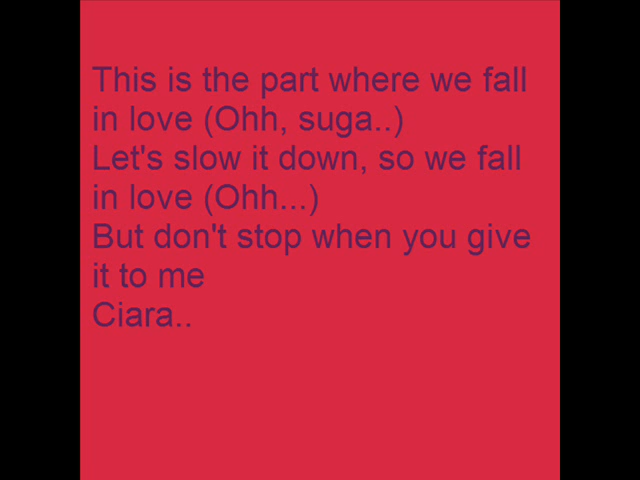 This is the part where we fall
in love (Ohh, suga..)
Let's slow it down, so we fall
in love (Ohh...)
But don't stop when you give
it to me
Ciara..